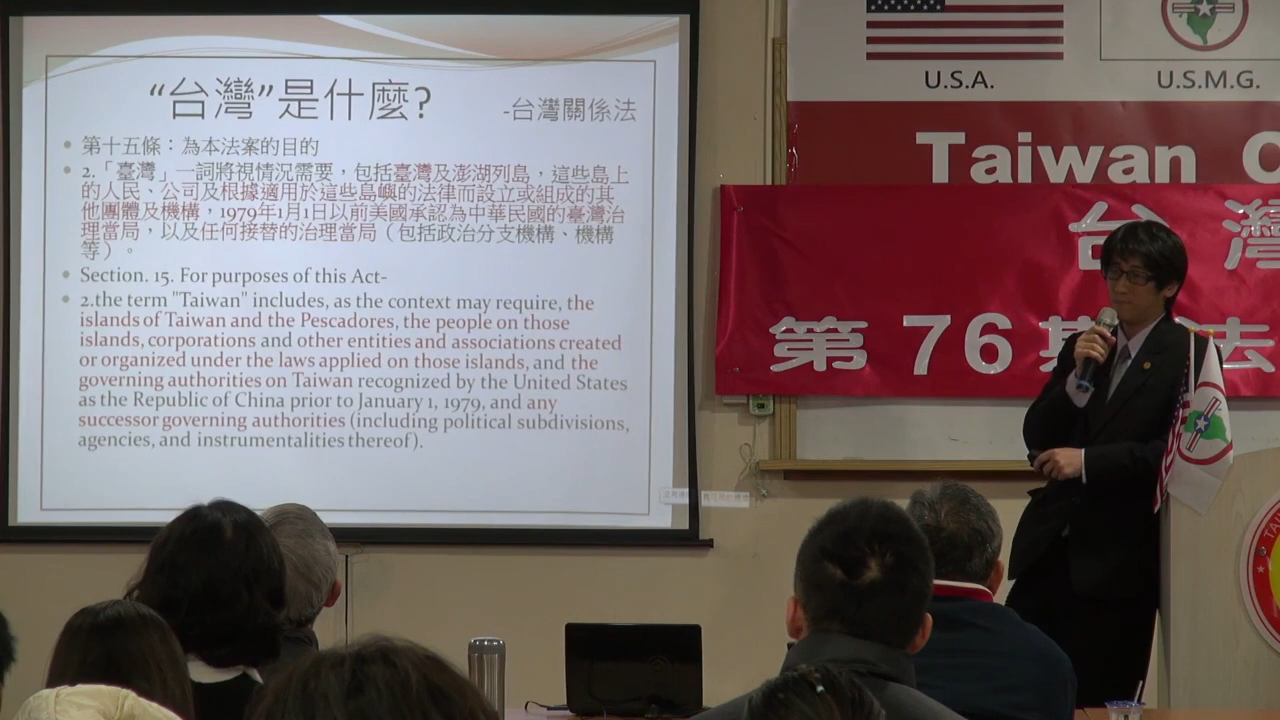 “台灣”是什麼?
-台灣關係法
第十五條：為本法案的目的
2.「臺灣」一詞將視情況需要，包括臺灣及澎湖列島，這些島上
的人民、公司及根據適用於這些島嶼的法律而設立或組成的其
他團體及機構，1979年1月1日以前美國承認為中華民國的臺灣治
理當局，以及任何接替的治理當局（包括政治分支機構、機構
等）。
Section. 15. For purposes of this Act-
2.the term "Taiwan" includes, as the context may require, the
islands of Taiwan and the Pescadores, the people on those
islands, corporations and other entities and associations created
or organized under the laws applied on those islands, and the
governing authorities on Taiwan recognized by the United States
as the Republic of China prior to January 1, 1979, and any
successor governing authorities (including political subdivisions,
agencies, and instrumentalities thereof).
U.S.A.
U.S.M.G.
Taiwan
台灣
第76期法